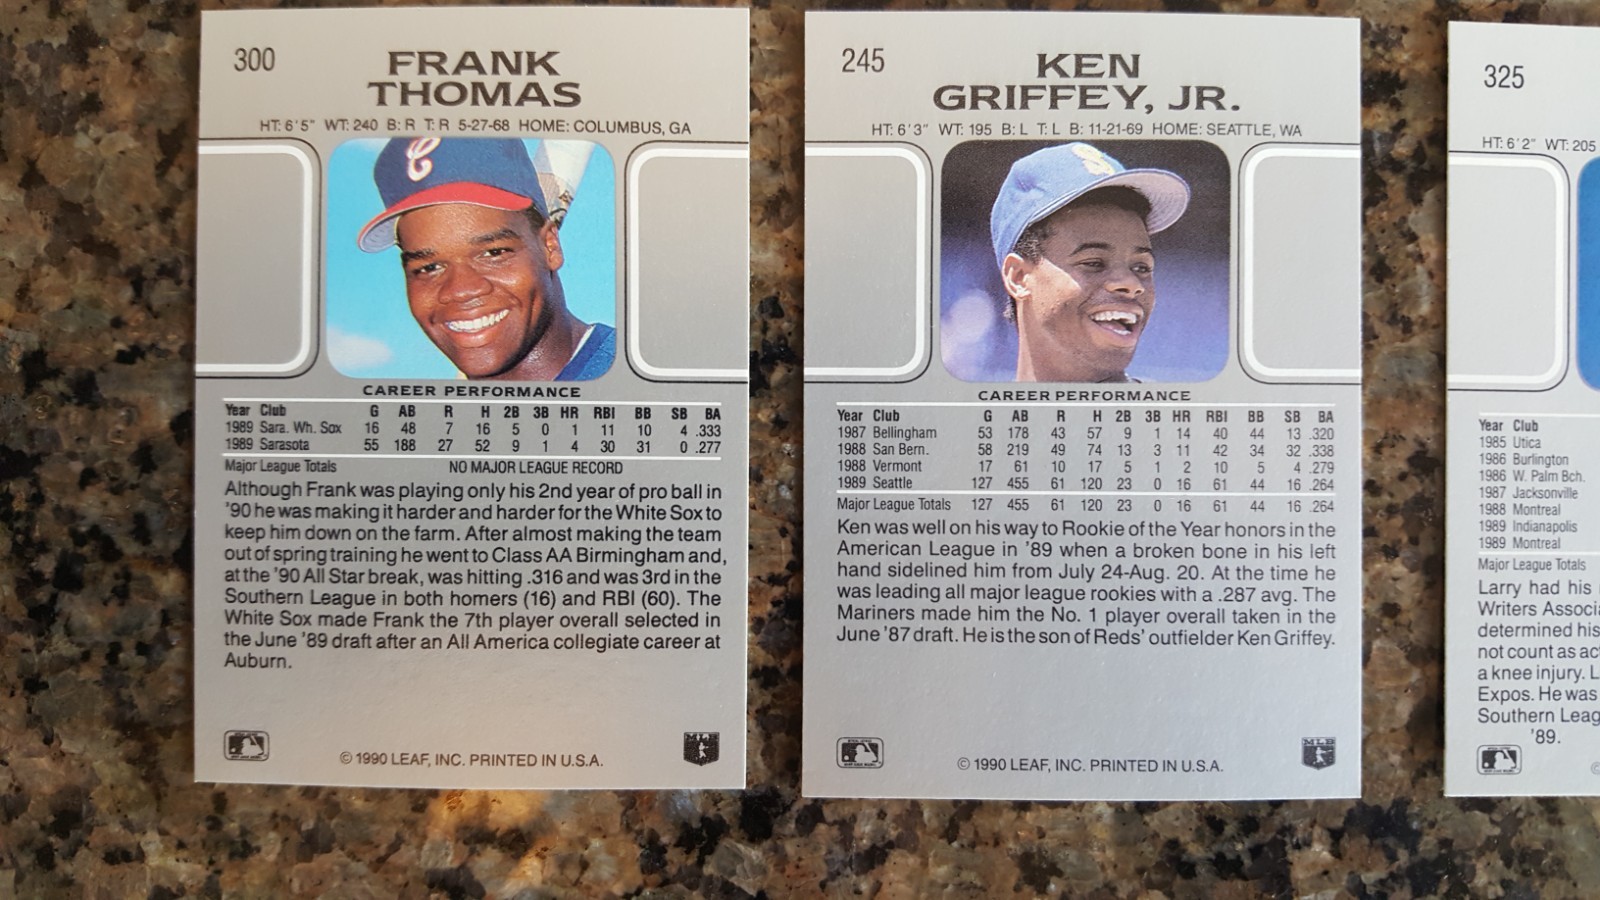 300
FRANK
THOMAS
HT: 6'5" WT: 240 B: R T: R 5-27-68 HOME: COLUMBUS, GA
CAREER PERFORMANCE
Year Club G AB R H 2B 3B HR RBI BB SB BA
1989 Sara. Wh. Sox 16 48 7 16 5 0 1 11 10 4 .333
1989 Sarasota 55 188 27 52 9 1 4 30 31 0 .277
Major League Totals NO MAJOR LEAGUE RECORD
Although Frank was playing only his 2nd year of pro ball in
'90 he was making it harder and harder for the White Sox to
keep him down on the farm. After almost making the team
out of spring training he went to Class AA Birmingham and,
at the '90 All Star break, was hitting .316 and was 3rd in the
Southern League in both homers (16) and RBI (60). The
White Sox made Frank the 7th player overall selected in
the June '89 draft after an All America collegiate career at
Auburn.
© 1990 LEAF, INC. PRINTED IN U.S.A.
MLB
245
KEN
GRIFFEY, JR.
HT: 6'3" WT: 195 B: L T: L B: 11-21-69 HOME: SEATTLE, WA
CAREER PERFORMANCE
Year Club G AB R H 2B 3B HR RBI BB SB BA
1987 Bellingham 53 178 43 57 9 1 14 40 44 13 .320
1988 San Bern. 58 219 49 74 13 3 11 42 34 32 .338
1988 Vermont 17 61 10 17 5 1 2 10 5 4 .279
1989 Seattle 127 455 61 120 23 0 16 61 44 16 .264
Major League Totals 127 455 61 120 23 0 16 61 44 16 .264
Ken was well on his way to Rookie of the Year honors in the
American League in '89 when a broken bone in his left
hand sidelined him from July 24-Aug. 20. At the time he
was leading all major league rookies with a .287 avg. The
Mariners made him the No. 1 player overall taken in the
June '87 draft. He is the son of Reds' outfielder Ken Griffey.
© 1990 LEAF, INC. PRINTED IN U.S.A.
MLB
325
HT: 6'2" WT: 205
Year Club
1985 Utica
1986 Burlington
1986 W. Palm Bch.
1987 Jacksonville
1988 Montreal
1989 Indianapolis
1989 Montreal
Major League Totals
Larry had his
Writers Associa
determined his
not count as ac
a knee injury. L
Expos. He was
Southern Leag
'89.